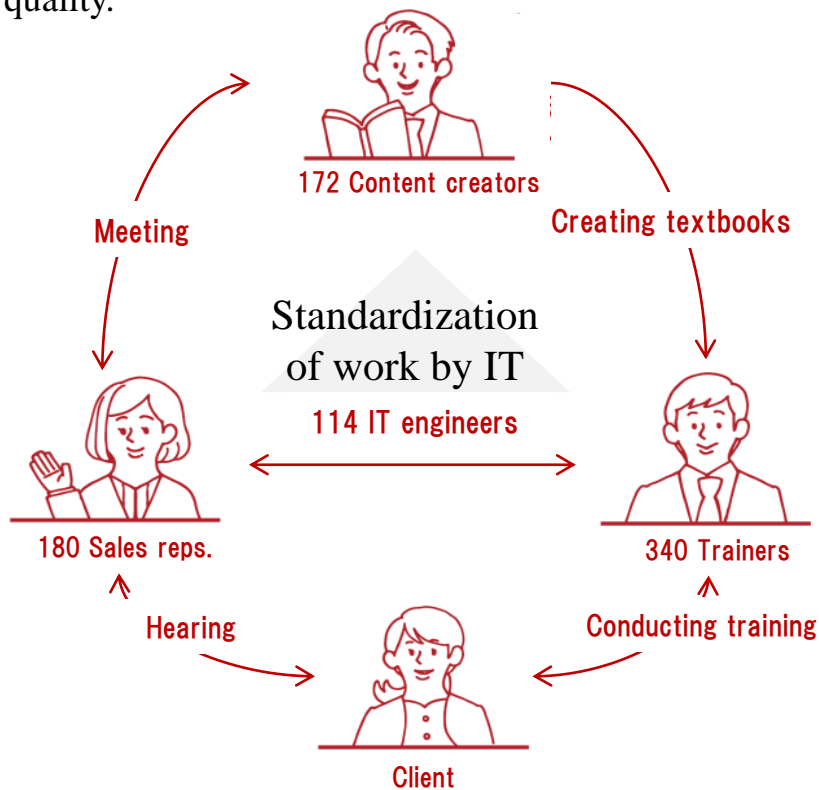 quality.
172 Content creators
Meeting
Creating textbooks
Standardization
of work by IT
114 IT engineers
180 Sales reps.
340 Trainers
Hearing
Conducting training
Client